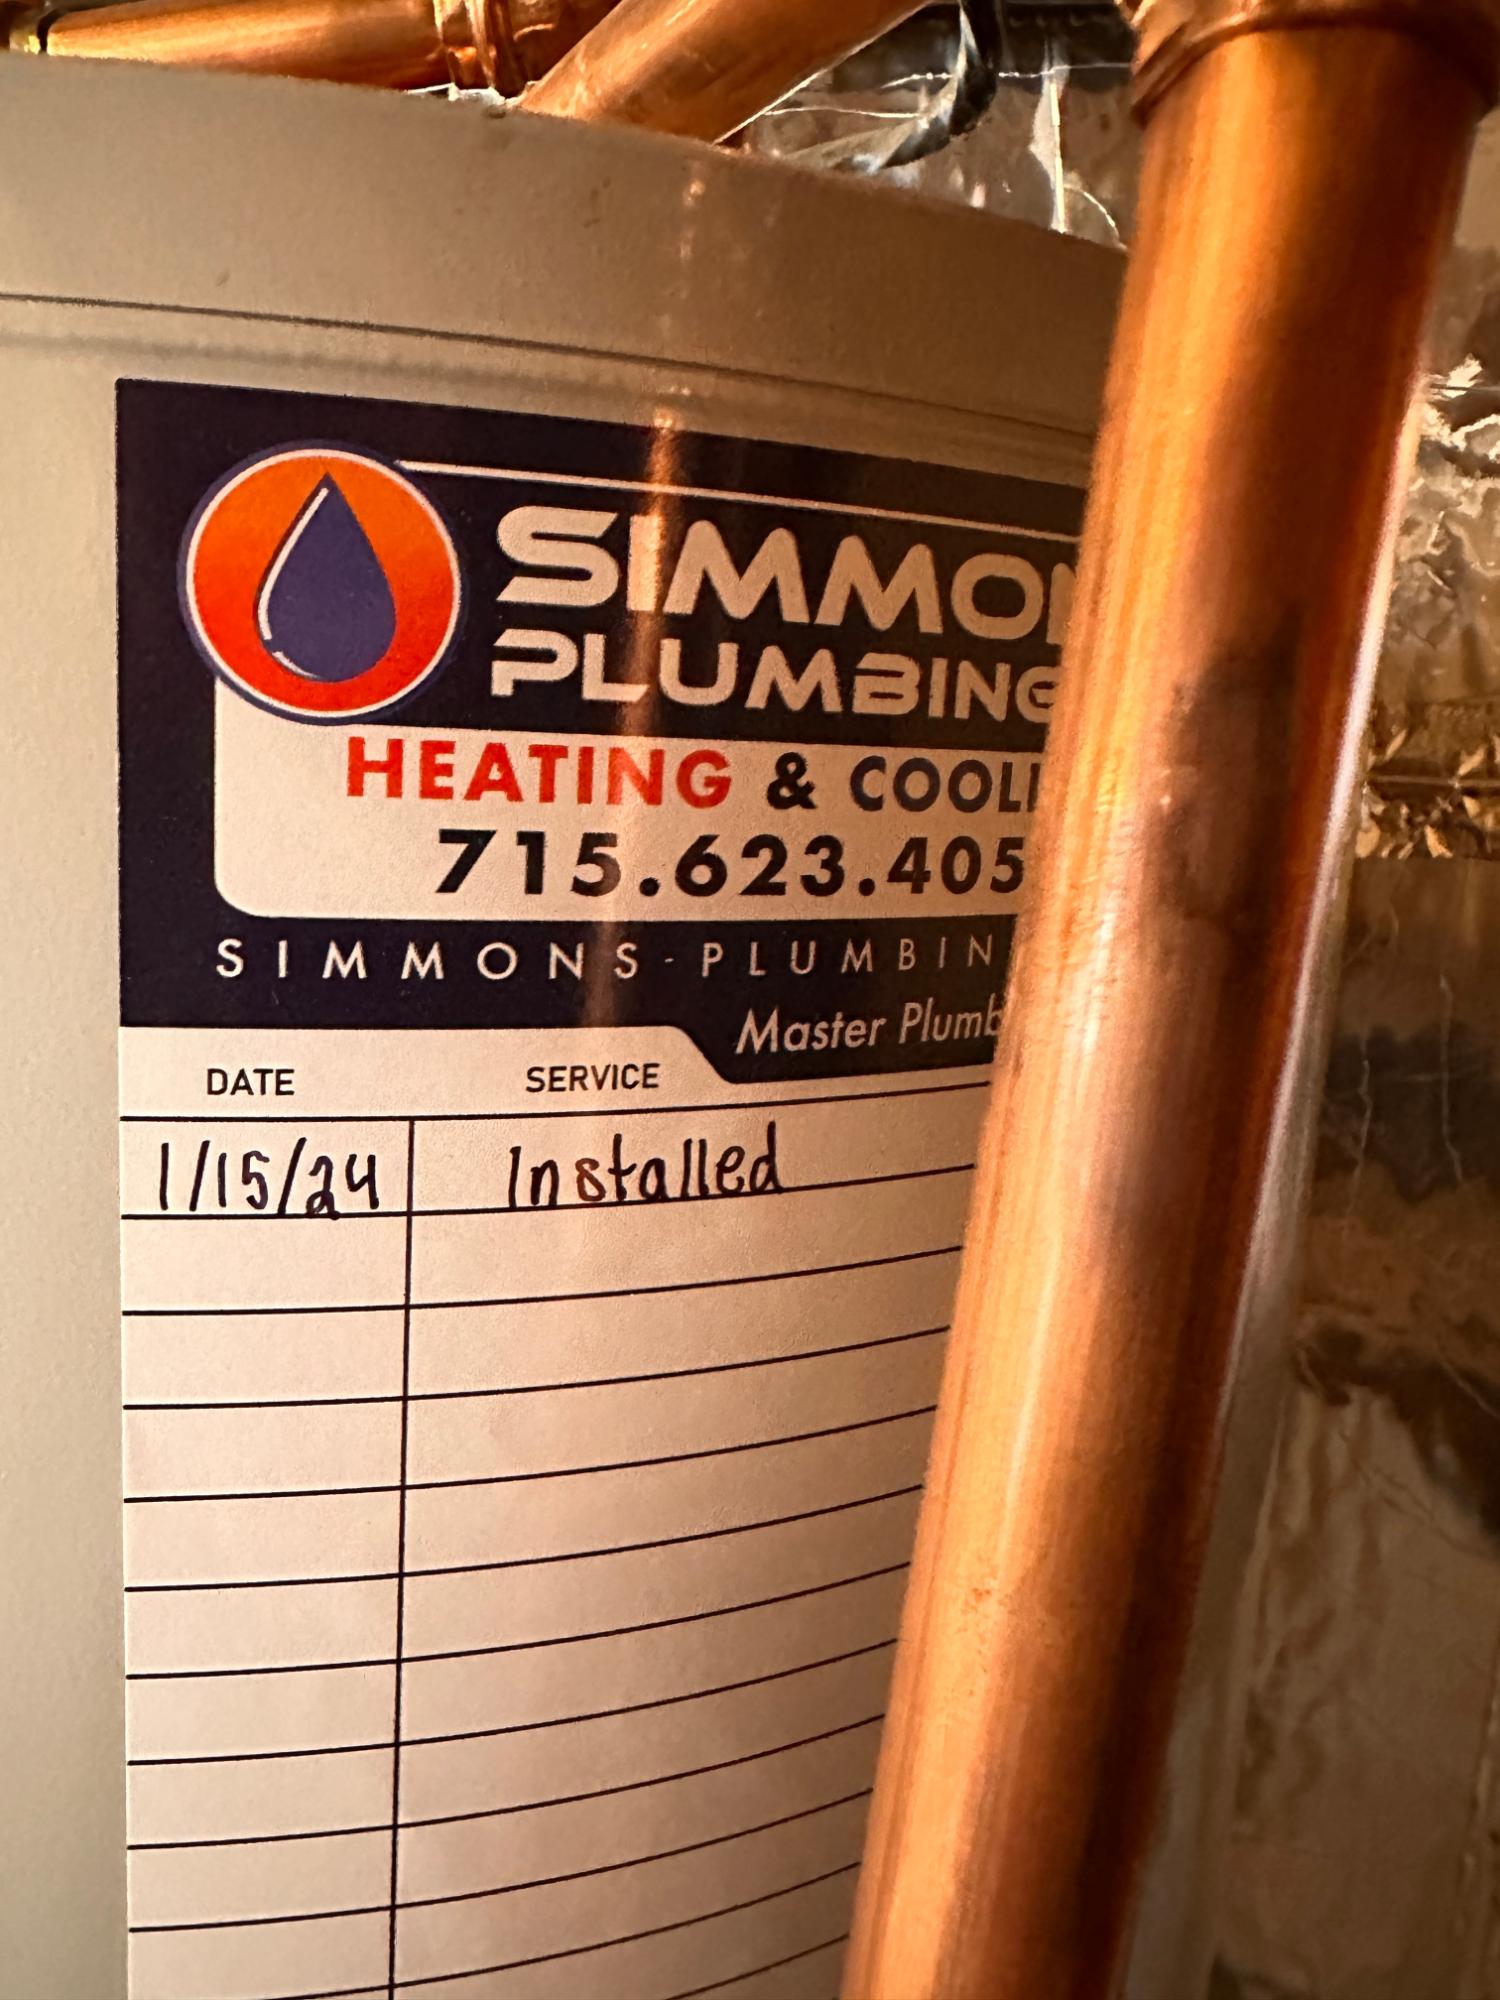 SIMMON
PLUMBING
HEATING & COOLI
715.623.405
SIMMONS-PLUMBIN
Master Plumb
DATE SERVICE
1/15/24 Installed